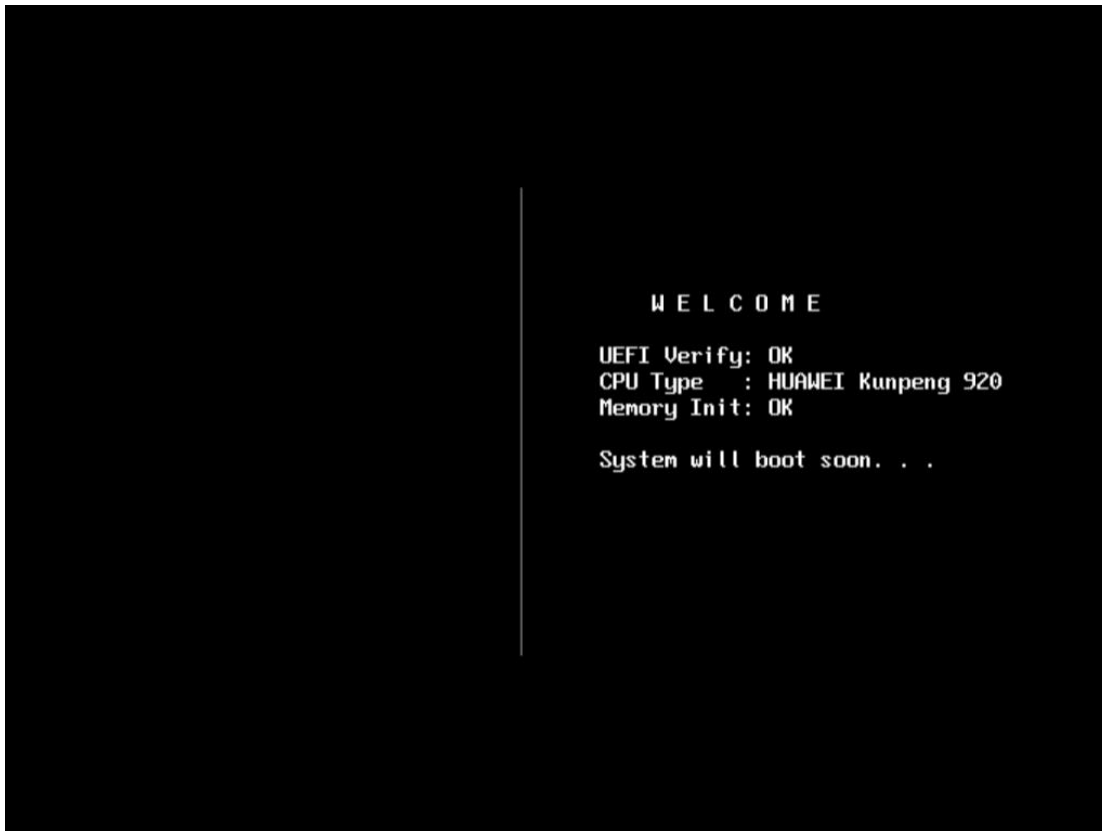 W E L C O M E
UEFI Verify: OK
CPU Type   : HUAWEI Kunpeng 920
Memory Init: OK
System will boot soon. . .